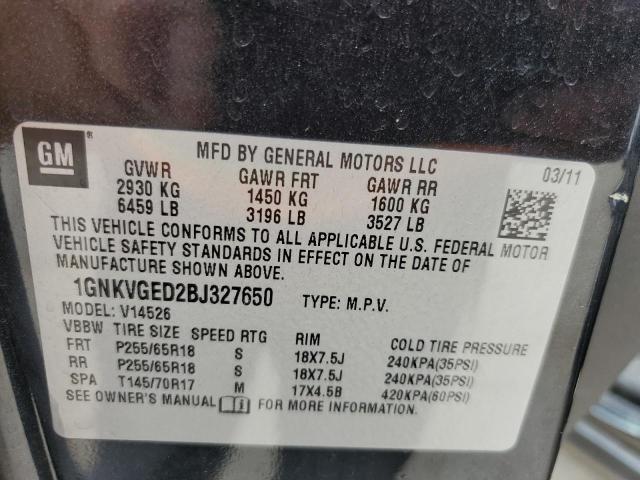 GM ®
MFD BY GENERAL MOTORS LLC
03/11
GVWR GAWR FRT GAWR RR
2930 KG 1450 KG 1600 KG
6459 LB 3196 LB 3527 LB
THIS VEHICLE CONFORMS TO ALL APPLICABLE U.S. FEDERAL MOTOR
VEHICLE SAFETY STANDARDS IN EFFECT ON THE DATE OF
MANUFACTURE SHOWN ABOVE.
1GNKVGED2BJ327650 TYPE: M.P.V.
MODEL: V14526
VBBW TIRE SIZE SPEED RTG RIM COLD TIRE PRESSURE
FRT P255/65R18 S 18X7.5J 240KPA(35PSI)
RR P255/65R18 S 18X7.5J 240KPA(35PSI)
SPA T145/70R17 M 17X4.5B 420KPA(60PSI)
SEE OWNER'S MANUAL FOR MORE INFORMATION.